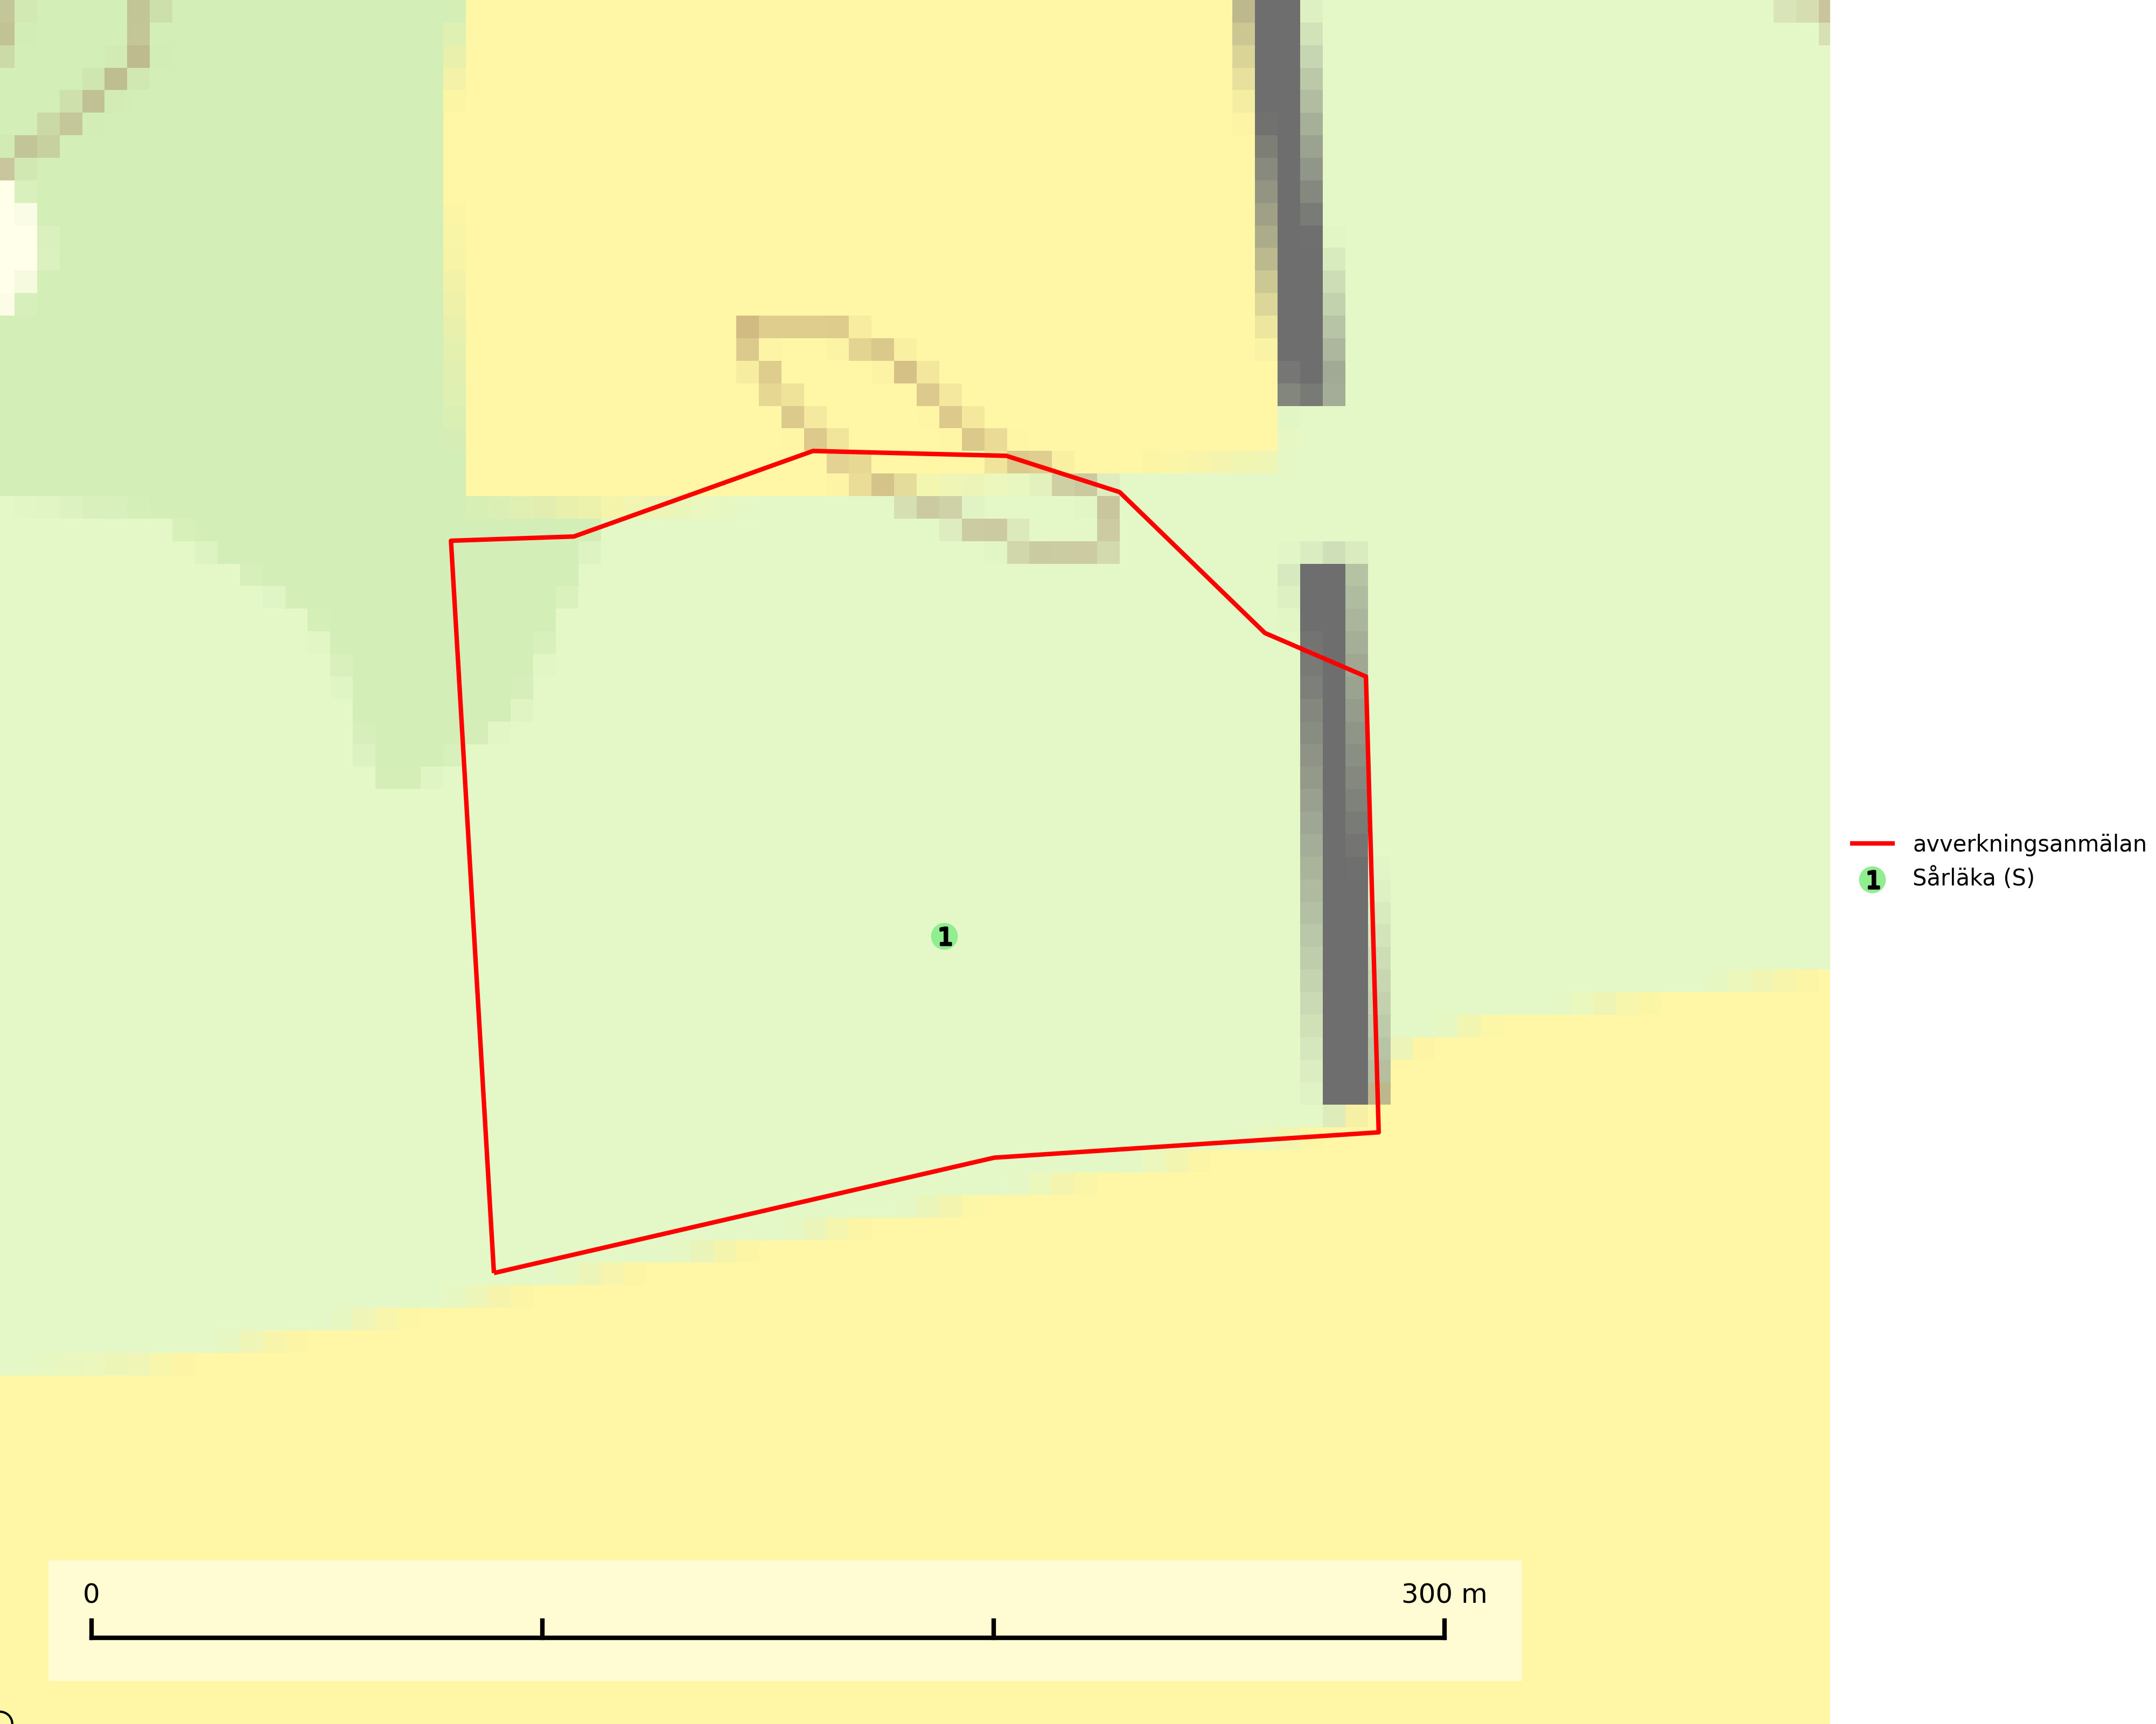 avverkningsanmälan
1 Sårläka (S)
1
0 300 m